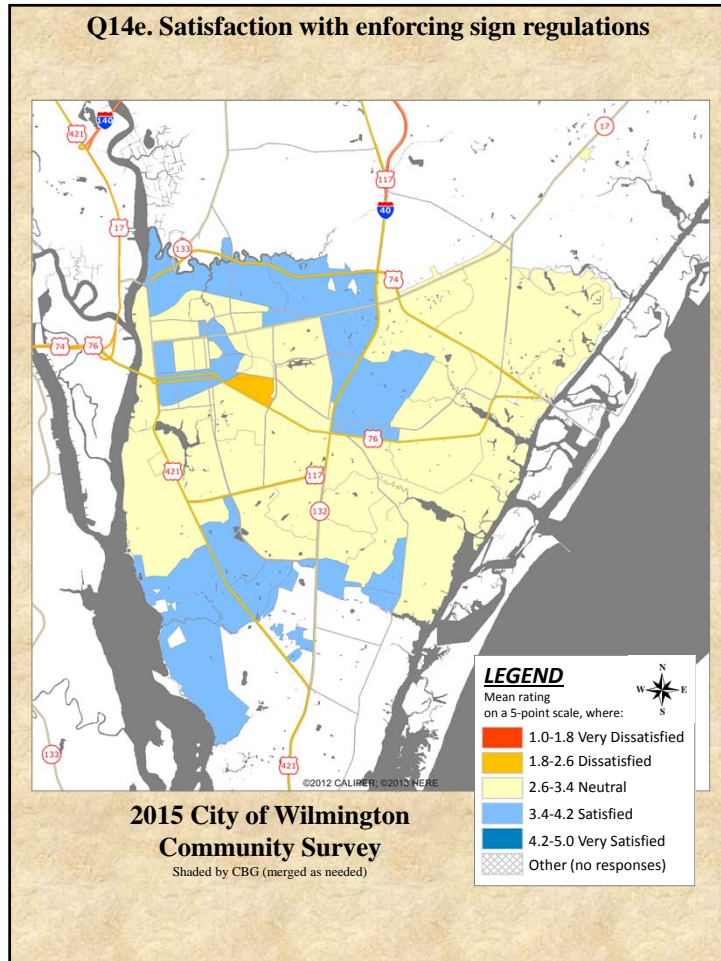 Q14e. Satisfaction with enforcing sign regulations
140
421
17
117
40
17
133
74
74
76
76
421
117
132
133
421
©2012 CALIPER; ©2013 HERE
LEGEND
Mean rating
on a 5-point scale, where:
N
W E
S
1.0-1.8 Very Dissatisfied
1.8-2.6 Dissatisfied
2.6-3.4 Neutral
3.4-4.2 Satisfied
4.2-5.0 Very Satisfied
Other (no responses)
2015 City of Wilmington
Community Survey
Shaded by CBG (merged as needed)